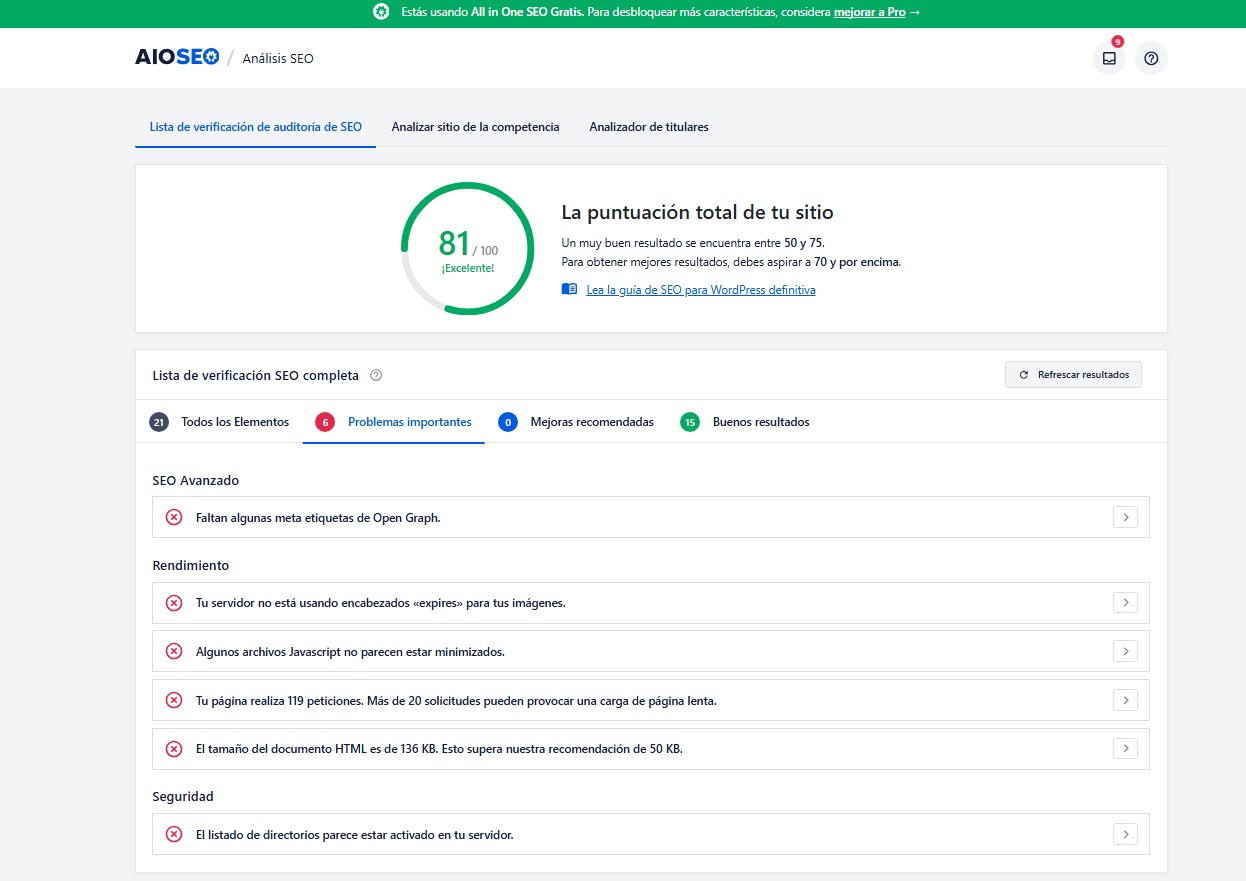 Estás usando All in One SEO Gratis. Para desbloquear más características, considera mejorar a Pro →
AIOSEO / Análisis SEO
9
Lista de verificación de auditoría de SEO
Analizar sitio de la competencia
Analizador de titulares
81 / 100
¡Excelente!
La puntuación total de tu sitio
Un muy buen resultado se encuentra entre 50 y 75.
Para obtener mejores resultados, debes aspirar a 70 y por encima.
Lea la guía de SEO para WordPress definitiva
Lista de verificación SEO completa
Refrescar resultados
21 Todos los Elementos
6 Problemas importantes
0 Mejoras recomendadas
15 Buenos resultados
SEO Avanzado
Faltan algunas meta etiquetas de Open Graph.
Rendimiento
Tu servidor no está usando encabezados «expires» para tus imágenes.
Algunos archivos Javascript no parecen estar minimizados.
Tu página realiza 119 peticiones. Más de 20 solicitudes pueden provocar una carga de página lenta.
El tamaño del documento HTML es de 136 KB. Esto supera nuestra recomendación de 50 KB.
Seguridad
El listado de directorios parece estar activado en tu servidor.